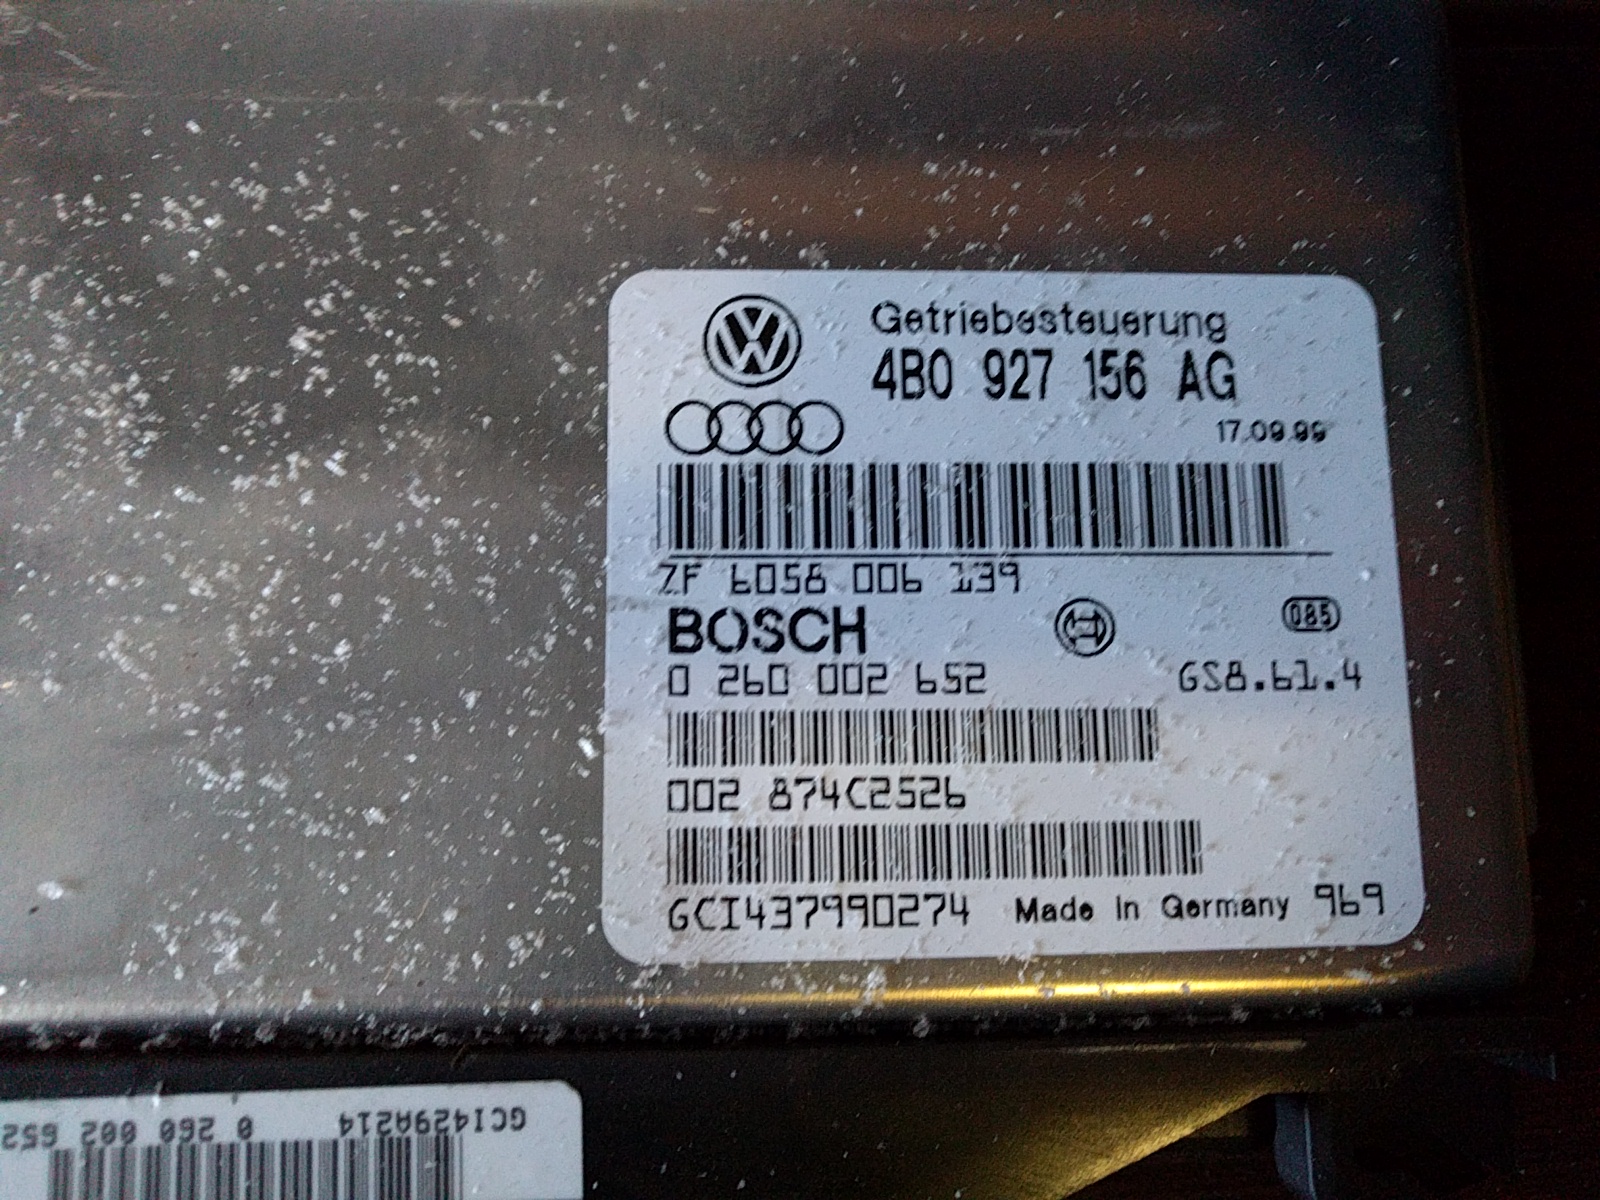 Getriebesteuerung
4B0 927 156 AG
17.09.99
ZF 6058 006 139
BOSCH
085
0 260 002 652
GS8.61.4
002 874C2526
GCI437990274 Made in Germany 969
GCI429A214 0 260 002 652